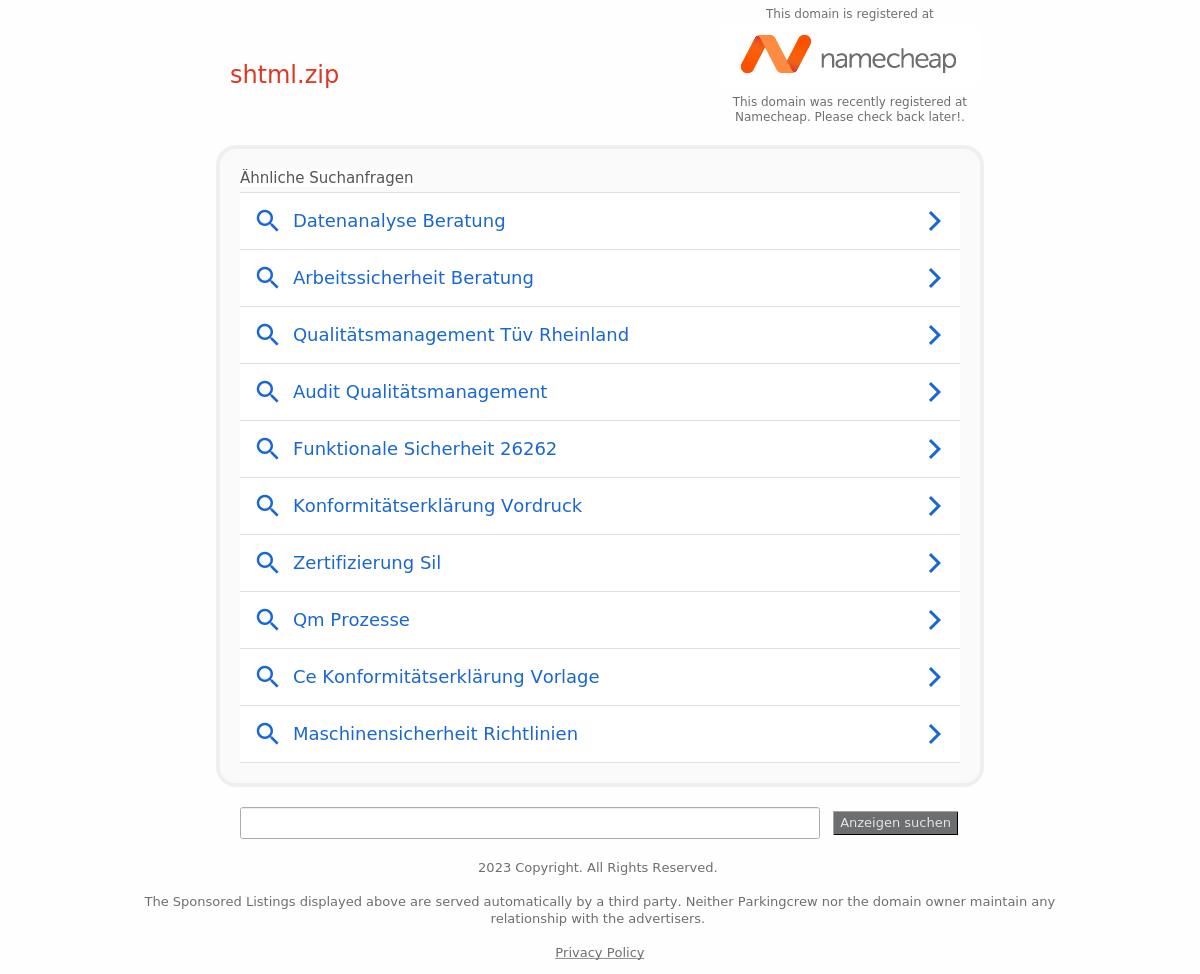 This domain is registered at
namecheap
shtml.zip
This domain was recently registered at
Namecheap. Please check back later!.
Ähnliche Suchanfragen
Datenanalyse Beratung
Arbeitssicherheit Beratung
Qualitätsmanagement Tüv Rheinland
Audit Qualitätsmanagement
Funktionale Sicherheit 26262
Konformitätserklärung Vordruck
Zertifizierung Sil
Qm Prozesse
Ce Konformitätserklärung Vorlage
Maschinensicherheit Richtlinien
Anzeigen suchen
2023 Copyright. All Rights Reserved.
The Sponsored Listings displayed above are served automatically by a third party. Neither Parkingcrew nor the domain owner maintain any
relationship with the advertisers.
Privacy Policy